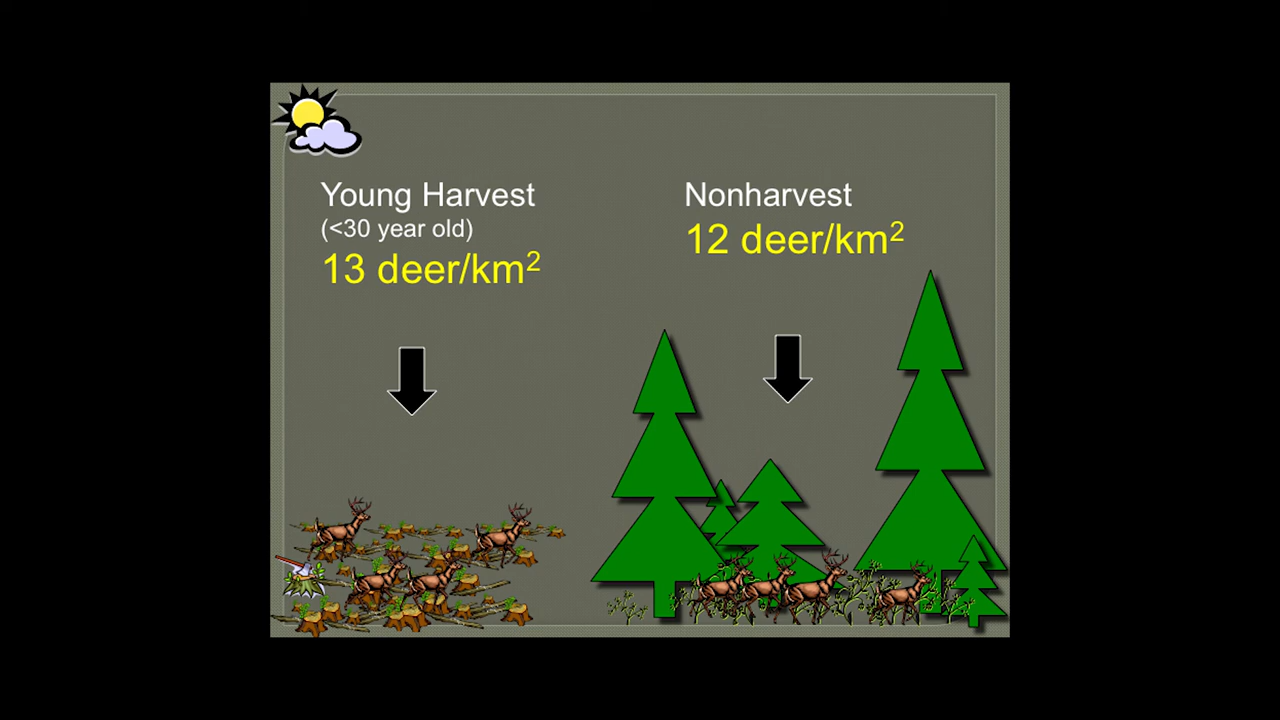 Young Harvest
(<30 year old)
13 deer/km²
Nonharvest
12 deer/km²